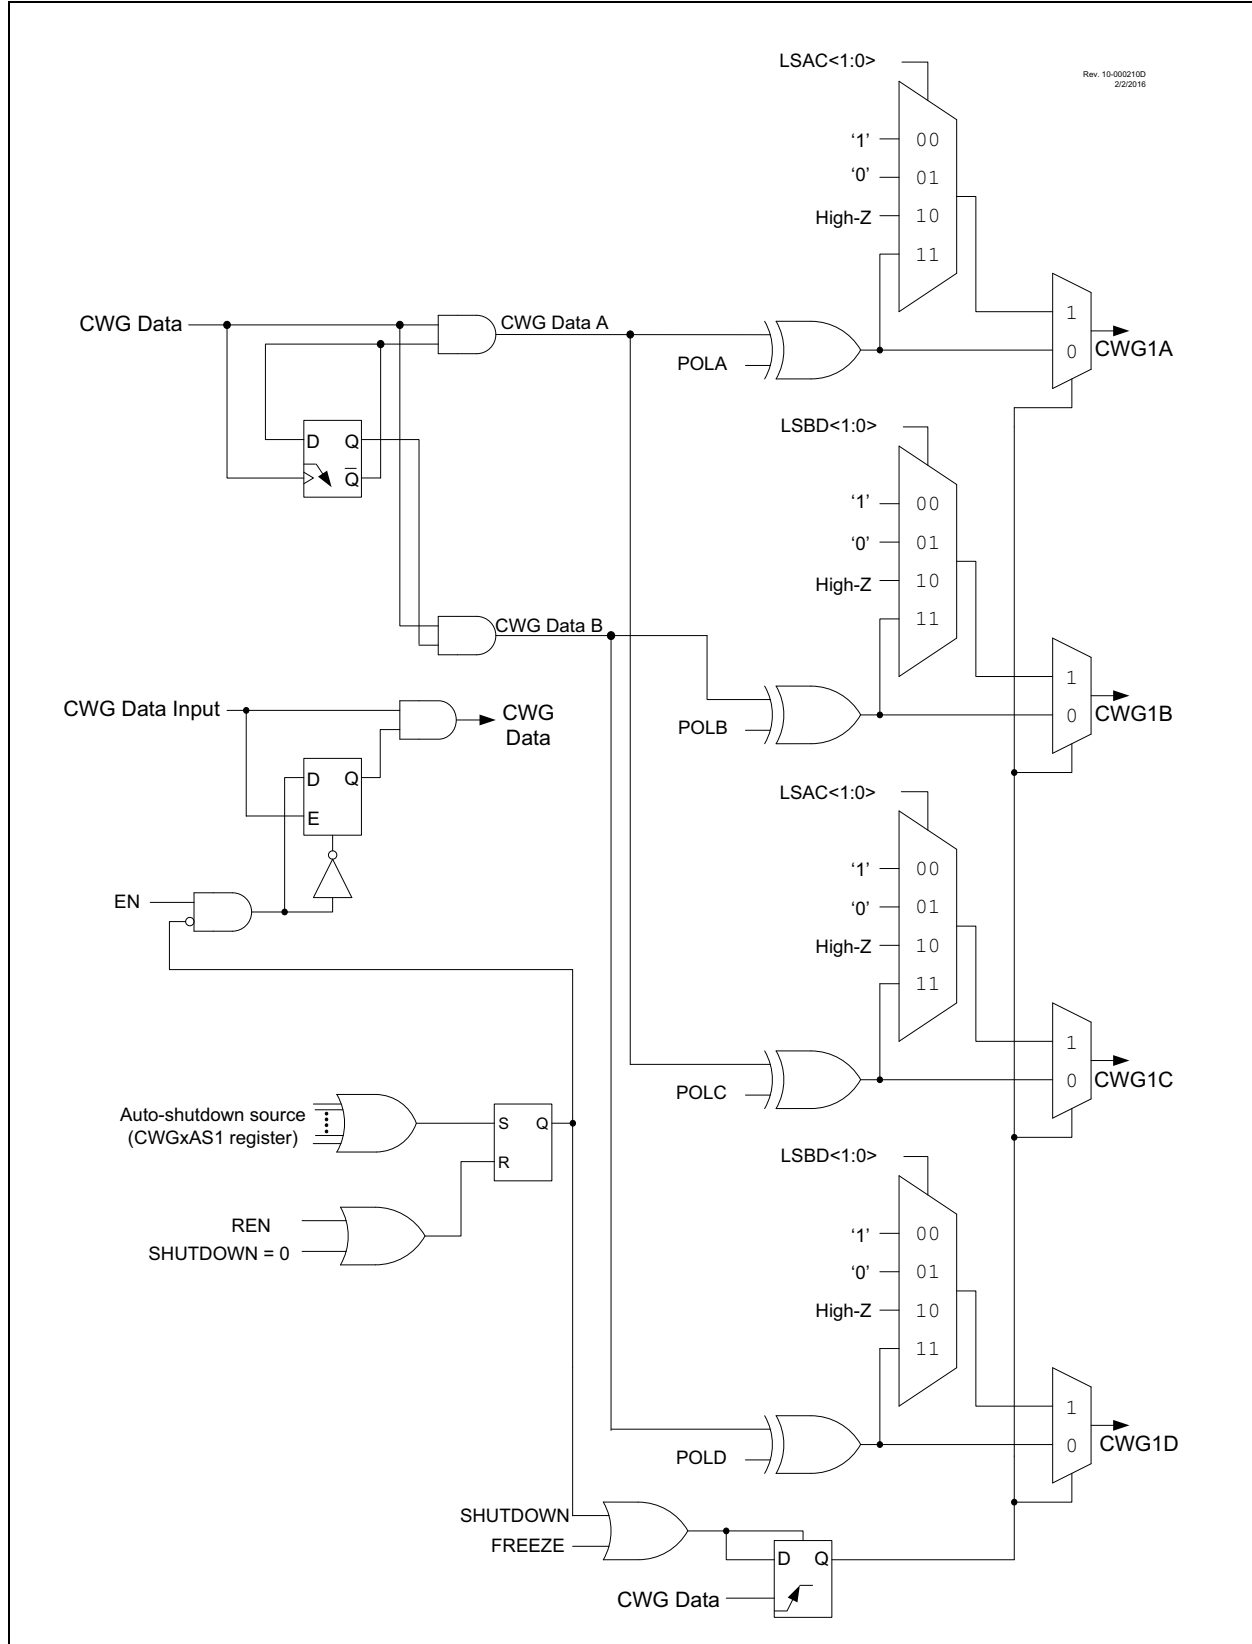 LSAC<1:0>
Rev. 10-000210D
2/2/2016
‘1’ 00
‘0’ 01
High-Z 10
11
1
0
CWG1A
CWG Data
CWG Data A
POLA
D Q
Q
LSBD<1:0>
‘1’ 00
‘0’ 01
High-Z 10
11
1
0
CWG1B
CWG Data B
POLB
CWG Data Input
CWG
Data
D Q
E
EN
LSAC<1:0>
‘1’ 00
‘0’ 01
High-Z 10
11
1
0
CWG1C
POLC
Auto-shutdown source
(CWGxAS1 register)
S Q
R
REN
SHUTDOWN = 0
LSBD<1:0>
‘1’ 00
‘0’ 01
High-Z 10
11
1
0
CWG1D
POLD
SHUTDOWN
FREEZE
D Q
CWG Data